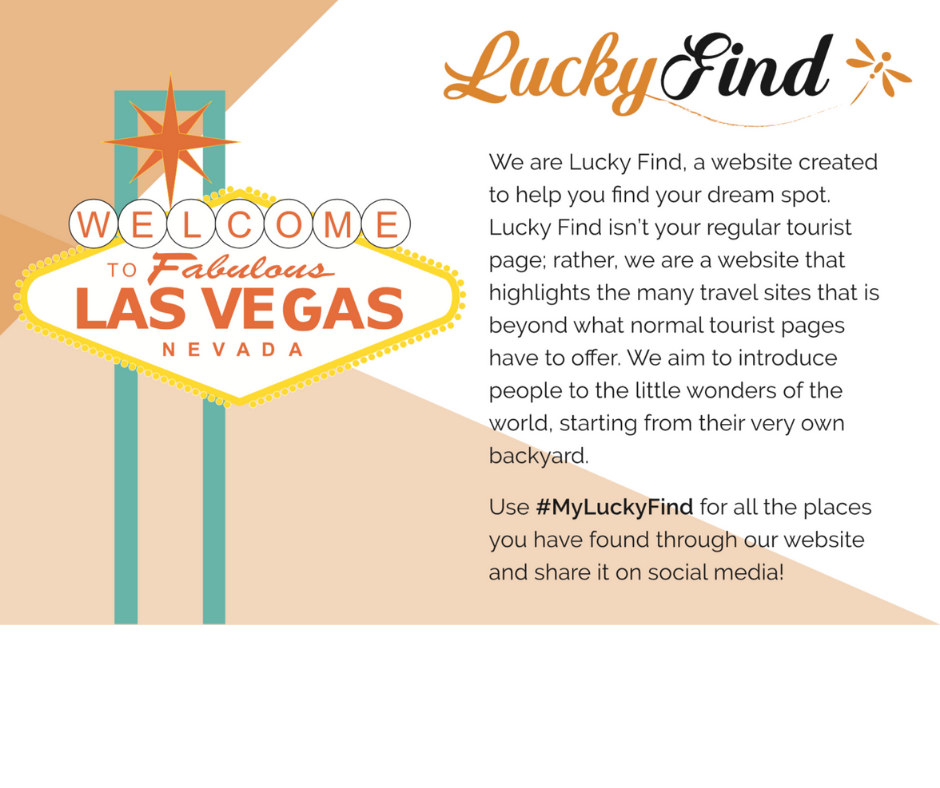 LuckyFind
WELCOME
TO Fabulous
LAS VEGAS
NEVADA
We are Lucky Find, a website created
to help you find your dream spot.
Lucky Find isn’t your regular tourist
page; rather, we are a website that
highlights the many travel sites that is
beyond what normal tourist pages
have to offer. We aim to introduce
people to the little wonders of the
world, starting from their very own
backyard.
Use #MyLuckyFind for all the places
you have found through our website
and share it on social media!